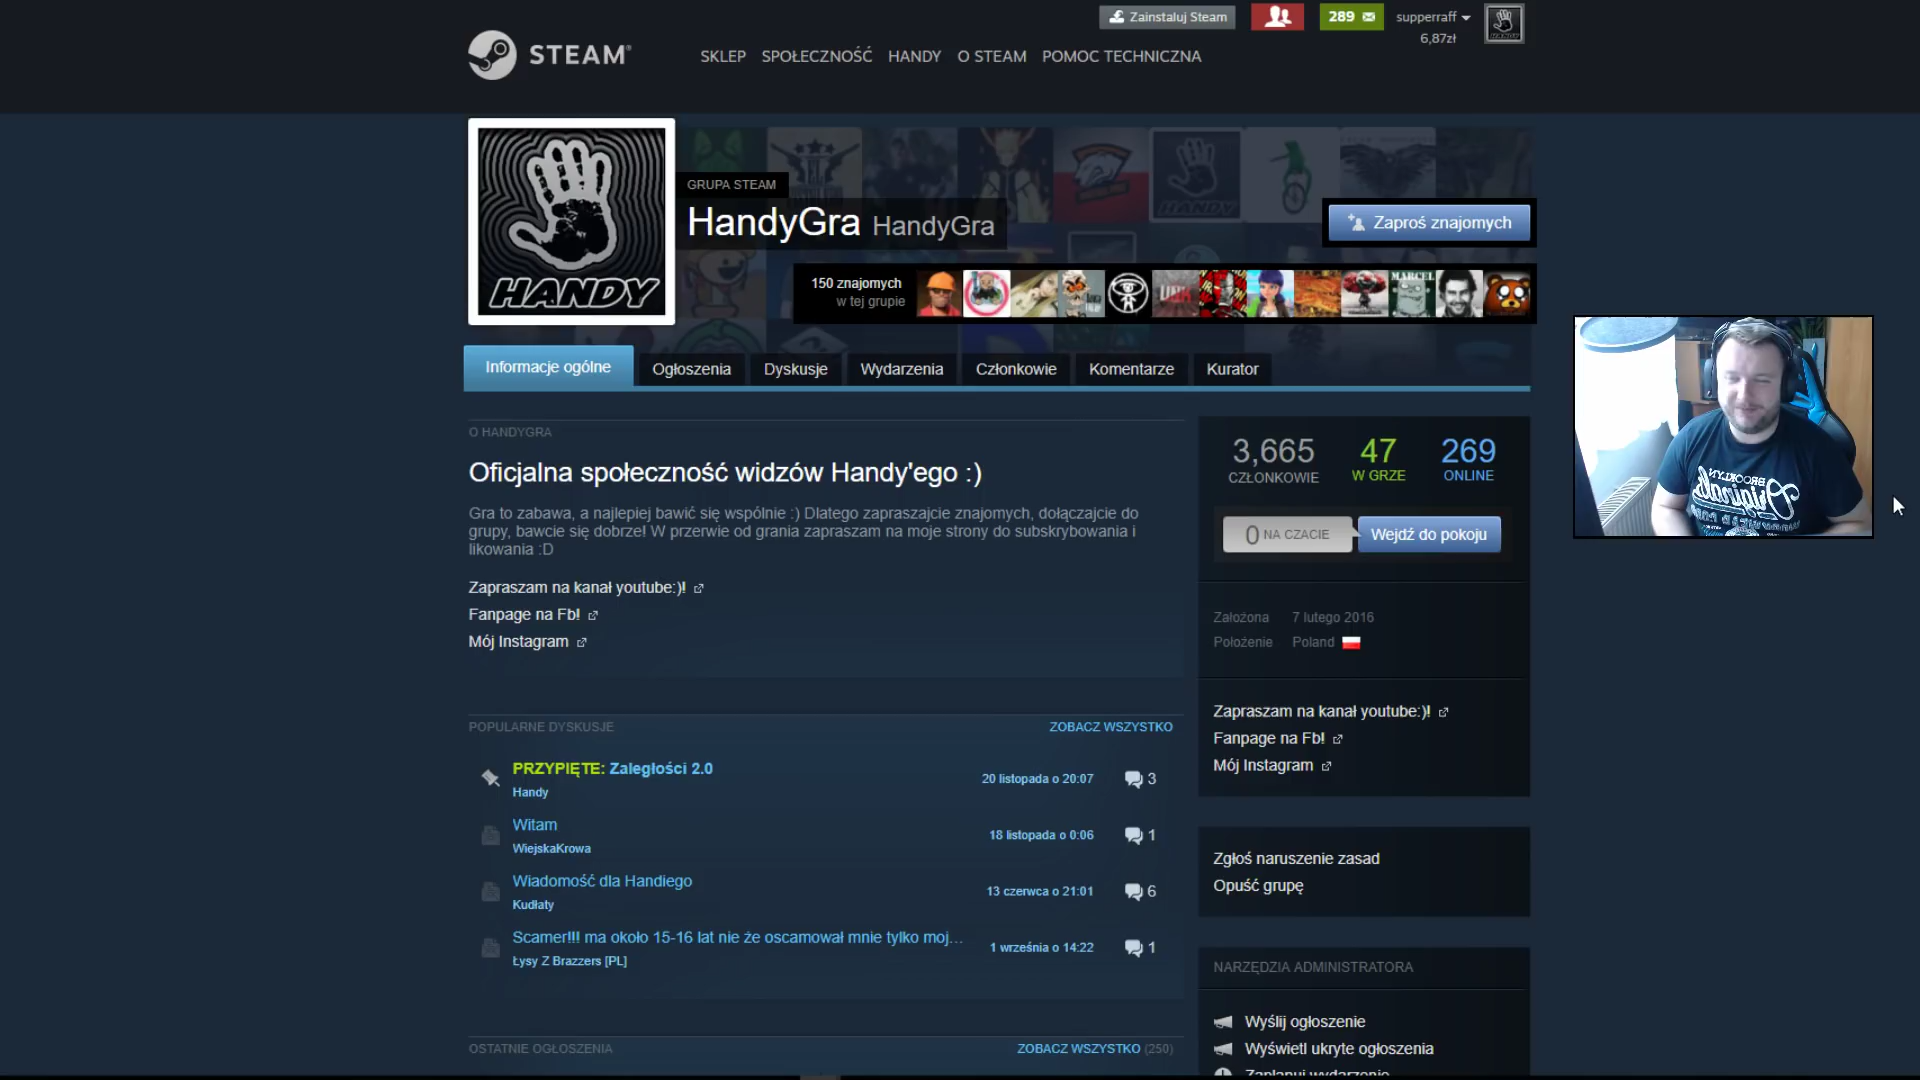 Zainstaluj Steam
289
supperraff
6,87zł
STEAM®
SKLEP SPOŁECZNOŚĆ HANDY O STEAM POMOC TECHNICZNA
HANDY
GRUPA STEAM
HandyGra HandyGra
Zaproś znajomych
150 znajomych
w tej grupie
MARCEL
Informacje ogólne
Ogłoszenia
Dyskusje
Wydarzenia
Członkowie
Komentarze
Kurator
O HANDYGRA
Oficjalna społeczność widzów Handy'ego :)
Gra to zabawa, a najlepiej bawić się wspólnie :) Dlatego zapraszajcie znajomych, dołączajcie do
grupy, bawcie się dobrze! W przerwie od grania zapraszam na moje strony do subskrybowania i
likowania :D
Zapraszam na kanał youtube:)!
Fanpage na Fb!
Mój Instagram
3,665
CZŁONKOWIE
47
W GRZE
269
ONLINE
0 NA CZACIE
Wejdź do pokoju
Założona 7 lutego 2016
Położenie Poland
Zapraszam na kanał youtube:)!
Fanpage na Fb!
Mój Instagram
POPULARNE DYSKUSJE
ZOBACZ WSZYSTKO
PRZYPIĘTE: Zaległości 2.0
Handy
20 listopada o 20:07
3
Witam
WiejskaKrowa
18 listopada o 0:06
1
Wiadomość dla Handiego
Kudłaty
13 czerwca o 21:01
6
Scamer!!! ma około 15-16 lat nie że oscamował mnie tylko moj…
Łysy Z Brazzers [PL]
1 września o 14:22
1
Zgłoś naruszenie zasad
Opuść grupę
NARZĘDZIA ADMINISTRATORA
Wyślij ogłoszenie
Wyświetl ukryte ogłoszenia
Zaplanuj wydarzenie
OSTATNIE OGŁOSZENIA
ZOBACZ WSZYSTKO (250)
BROOKLYN
Originals